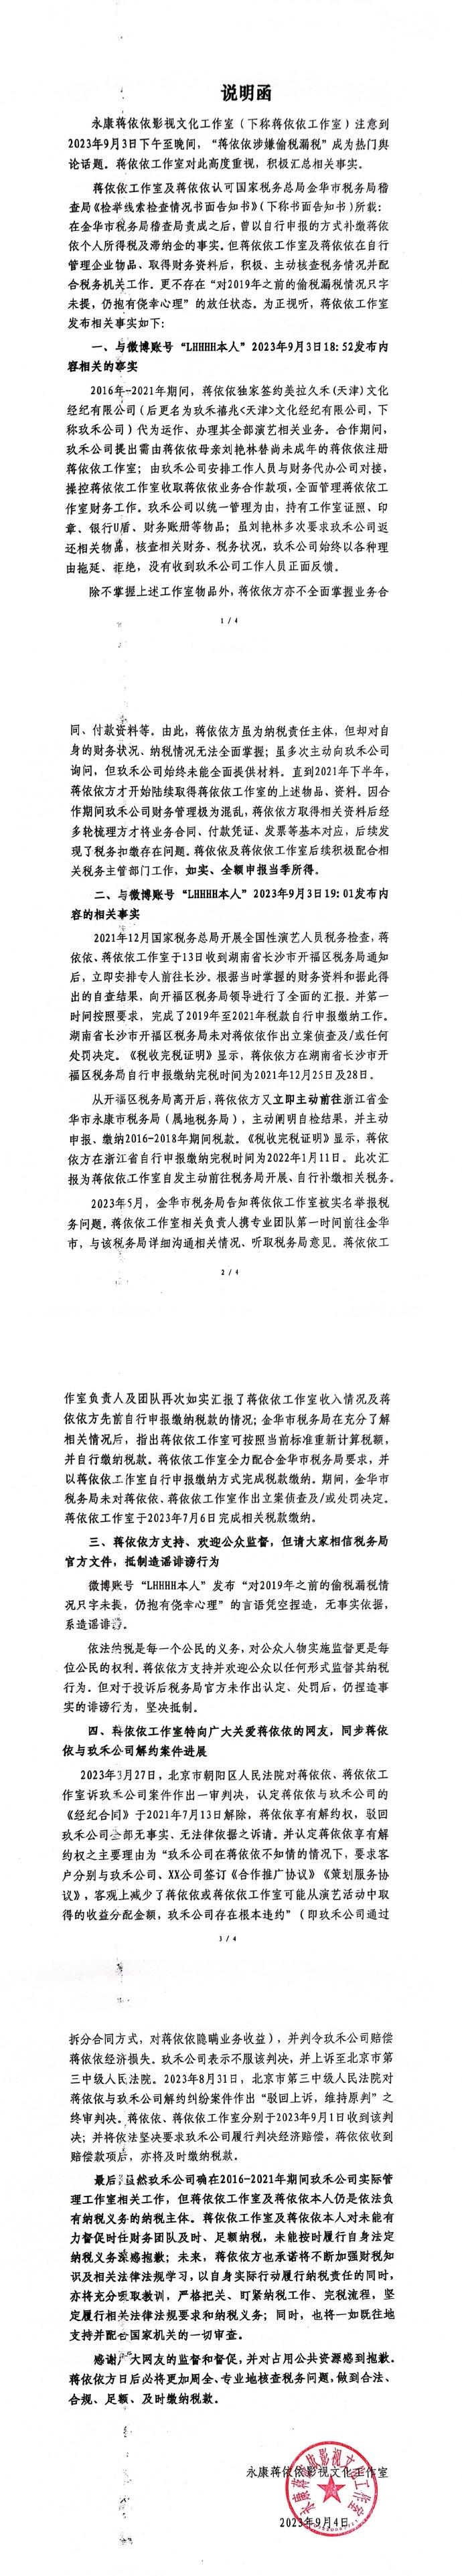 说明函
永康蒋依依影视文化工作室（下称蒋依依工作室）注意到
2023年9月3日下午至晚间，“蒋依依涉嫌偷税漏税”成为热门舆
论话题。蒋依依工作室对此高度重视，积极汇总相关事实。
蒋依依工作室及蒋依依认可国家税务总局金华市税务局稽
查局《检举线索检查情况书面告知书》（下称书面告知书）所载：
在金华市税务局稽查局责成之后，曾以自行申报的方式补缴蒋依
依个人所得税及滞纳金的事实。但蒋依依工作室及蒋依依在自行
管理企业物品、取得财务资料后，积极、主动核查税务情况并配
合税务机关工作。更不存在“对2019年之前的偷税漏税情况只字
未提，仍抱有侥幸心理”的放任状态。为正视听，蒋依依工作室
发布相关事实如下：
一、与微博账号“LHHHH本人”2023年9月3日18:52发布内
容相关的事实
2016年-2021年期间，蒋依依独家签约美拉久禾(天津)文化
经纪有限公司（后更名为玖禾禧兆<天津>文化经纪有限公司，下
称玖禾公司）代为运作、办理其全部演艺相关业务。合作期间，
玖禾公司提出需由蒋依依母亲刘艳林替尚未成年的蒋依依注册
蒋依依工作室；由玖禾公司安排工作人员与财务代办公司对接，
操控蒋依依工作室收取蒋依依业务合作款项，全面管理蒋依依工
作室财务工作。玖禾公司以统一管理为由，持有工作室证照、印
章、银行U盾、财务账册等物品；虽刘艳林多次要求玖禾公司返
还相关物品，核查相关财务、税务状况，玖禾公司始终以各种理
由拖延、拒绝，没有收到玖禾公司工作人员正面反馈。
除不掌握上述工作室物品外，蒋依依方亦不全面掌握业务合
1 / 4
同、付款资料等。由此，蒋依依方虽为纳税责任主体，但却对自
身的财务状况、纳税情况无法全面掌握；虽多次主动向玖禾公司
询问，但玖禾公司始终未能全面提供材料。直到2021年下半年，
蒋依依方才开始陆续取得蒋依依工作室的上述物品、资料。因合
作期间玖禾公司财务管理极为混乱，蒋依依方取得相关资料后经
多轮梳理方才将业务合同、付款凭证、发票等基本对应，后续发
现了税务扣缴存在问题。蒋依依及蒋依依工作室后续积极配合相
关税务主管部门工作，如实、全额申报当季所得。
二、与微博账号“LHHHH本人”2023年9月3日19:01发布内
容的相关事实
2021年12月国家税务总局开展全国性演艺人员税务检查，蒋
依依、蒋依依工作室于13日收到湖南省长沙市开福区税务局通知
后，立即安排专人前往长沙。根据当时掌握的财务资料和据此得
出的自查结果，向开福区税务局领导进行了全面的汇报。并第一
时间按照要求，完成了2019年至2021年税款自行申报缴纳工作。
湖南省长沙市开福区税务局未对蒋依依作出立案侦查及/或任何
处罚决定。《税收完税证明》显示，蒋依依方在湖南省长沙市开
福区税务局自行申报缴纳完税时间为2021年12月25日及28日。
从开福区税务局离开后，蒋依依方又立即主动前往浙江省金
华市永康市税务局（属地税务局），主动阐明自检结果，并主动
申报、缴纳2016-2018年期间税款。《税收完税证明》显示，蒋依
依方在浙江省自行申报缴纳完税时间为2022年1月11日。此次汇
报为蒋依依工作室自发主动前往税务局开展、自行补缴相关税务。
2023年5月，金华市税务局告知蒋依依工作室被实名举报税
务问题。蒋依依工作室相关负责人携专业团队第一时间前往金华
市，与该税务局详细沟通相关情况、听取税务局意见。蒋依依工
2 / 4
作室负责人及团队再次如实汇报了蒋依依工作室收入情况及蒋
依依方先前自行申报缴纳税款的情况；金华市税务局在充分了解
相关情况后，指出蒋依依工作室可按照当前标准重新计算税额，
并自行缴纳税款。蒋依依工作室全力配合金华市税务局要求，并
以蒋依依工作室自行申报缴纳方式完成税款缴纳。期间，金华市
税务局未对蒋依依、蒋依依工作室作出立案侦查及/或处罚决定。
蒋依依工作室于2023年7月6日完成相关税款缴纳。
三、蒋依依方支持、欢迎公众监督，但请大家相信税务局
官方文件，抵制造谣诽谤行为
微博账号“LHHHH本人”发布“对2019年之前的偷税漏税情
况只字未提，仍抱有侥幸心理”的言语凭空捏造，无事实依据，
系造谣诽谤。
依法纳税是每一个公民的义务，对公众人物实施监督更是每
位公民的权利。蒋依依方支持并欢迎公众以任何形式监督其纳税
行为。但对于投诉后税务局官方未作出认定、处罚后，仍捏造事
实的诽谤行为，坚决抵制。
四、蒋依依工作室特向广大关爱蒋依依的网友，同步蒋依
依与玖禾公司解约案件进展
2023年3月27日，北京市朝阳区人民法院对蒋依依、蒋依依工
作室诉玖禾公司案件作出一审判决，认定蒋依依与玖禾公司的
《经纪合同》于2021年7月13日解除，蒋依依享有解约权，驳回
玖禾公司全部无事实、无法律依据之诉请。并认定蒋依依享有解
约权之主要理由为“玖禾公司在蒋依依不知情的情况下，要求客
户分别与玖禾公司、XX公司签订《合作推广协议》《策划服务协
议》，客观上减少了蒋依依或蒋依依工作室可能从演艺活动中取
得的收益分配金额，玖禾公司存在根本违约”（即玖禾公司通过
3 / 4
拆分合同方式，对蒋依依隐瞒业务收益），并判令玖禾公司赔偿
蒋依依经济损失。玖禾公司表示不服该判决，并上诉至北京市第
三中级人民法院。2023年8月31日，北京市第三中级人民法院对
蒋依依与玖禾公司解约纠纷案件作出“驳回上诉，维持原判”之
终审判决。蒋依依、蒋依依工作室分别于2023年9月1日收到该判
决；并将依法坚决要求玖禾公司履行判决经济赔偿，蒋依依收到
赔偿款项后，亦将及时缴纳税款。
最后，虽然玖禾公司确在2016-2021年期间玖禾公司实际管
理工作室相关工作，但蒋依依工作室及蒋依依本人仍是依法负
有纳税义务的纳税主体。蒋依依工作室及蒋依依本人对未能有
力督促时任财务团队及时、足额纳税，未能按时履行自身法定
纳税义务深感抱歉；未来，蒋依依方也承诺将不断加强财税知
识及相关法律法规学习，以自身实际行动履行纳税责任的同时，
亦将充分吸取教训，严格把关、盯紧纳税工作、完税流程，坚
定履行相关法律法规要求和纳税义务；同时，也将一如既往地
支持并配合国家机关的一切审查。
感谢广大网友的监督和督促，并对占用公共资源感到抱歉。
蒋依依方日后必将更加周全、专业地核查税务问题，做到合法、
合规、足额、及时缴纳税款。
永康蒋依依影视文化工作室
2023年9月4日
永康蒋依依影视文化工作室